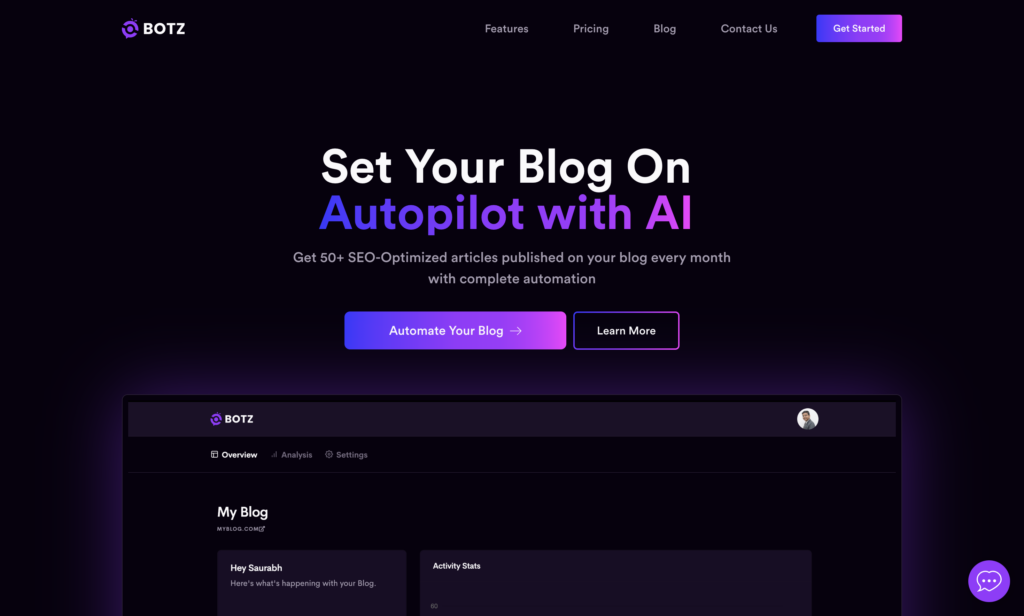 BOTZ
Features
Pricing
Blog
Contact Us
Get Started
Set Your Blog On
Autopilot with AI
Get 50+ SEO-Optimized articles published on your blog every month
with complete automation
Automate Your Blog →
Learn More
BOTZ
Overview
Analysis
Settings
My Blog
MYBLOG.COM
Hey Saurabh
Here's what's happening with your Blog.
Activity Stats
60